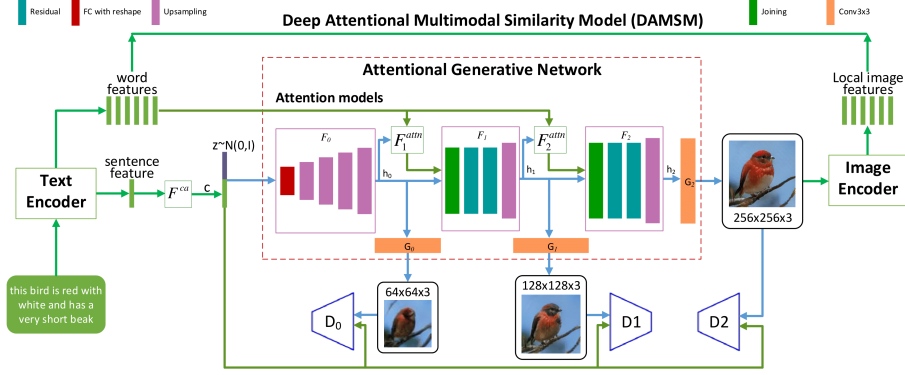 Residual
FC with reshape
Upsampling
Joining
Conv3x3
Deep Attentional Multimodal Similarity Model (DAMSM)
word
features
Attentional Generative Network
Local image
features
Attention models
z~N(0,I)
F₀
F₁ᵃᵗᵗⁿ
F₁
F₂ᵃᵗᵗⁿ
F₂
sentence
feature
Text
Encoder
Fᶜᵃ
c
h₀
h₁
h₂
G₂
Image
Encoder
256x256x3
G₀
G₁
this bird is red with
white and has a
very short beak
64x64x3
128x128x3
D₀
D1
D2